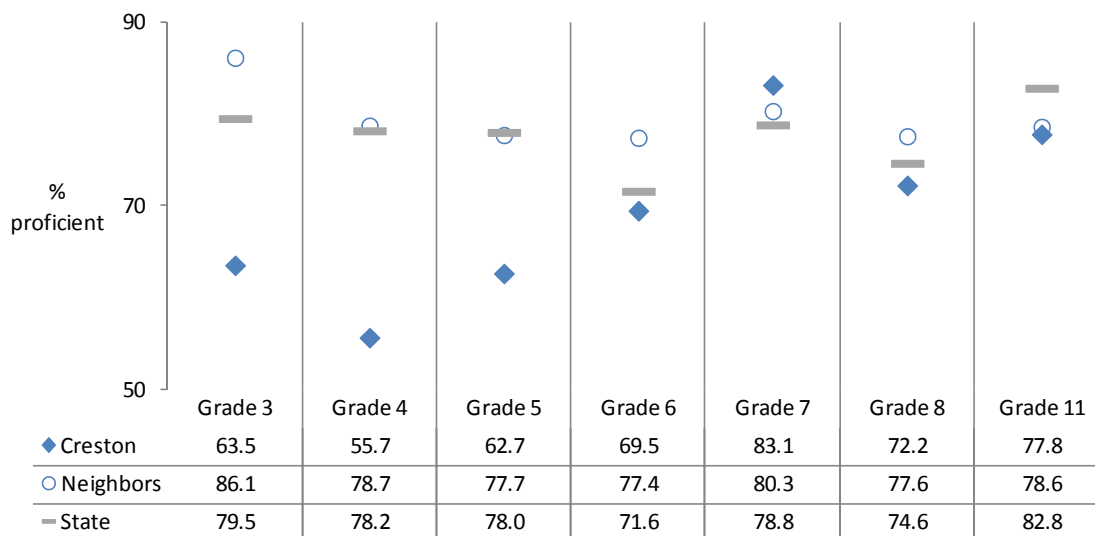 90
70
50
%
proficient
Grade 3 Grade 4 Grade 5 Grade 6 Grade 7 Grade 8 Grade 11
Creston 63.5 55.7 62.7 69.5 83.1 72.2 77.8
Neighbors 86.1 78.7 77.7 77.4 80.3 77.6 78.6
State 79.5 78.2 78.0 71.6 78.8 74.6 82.8